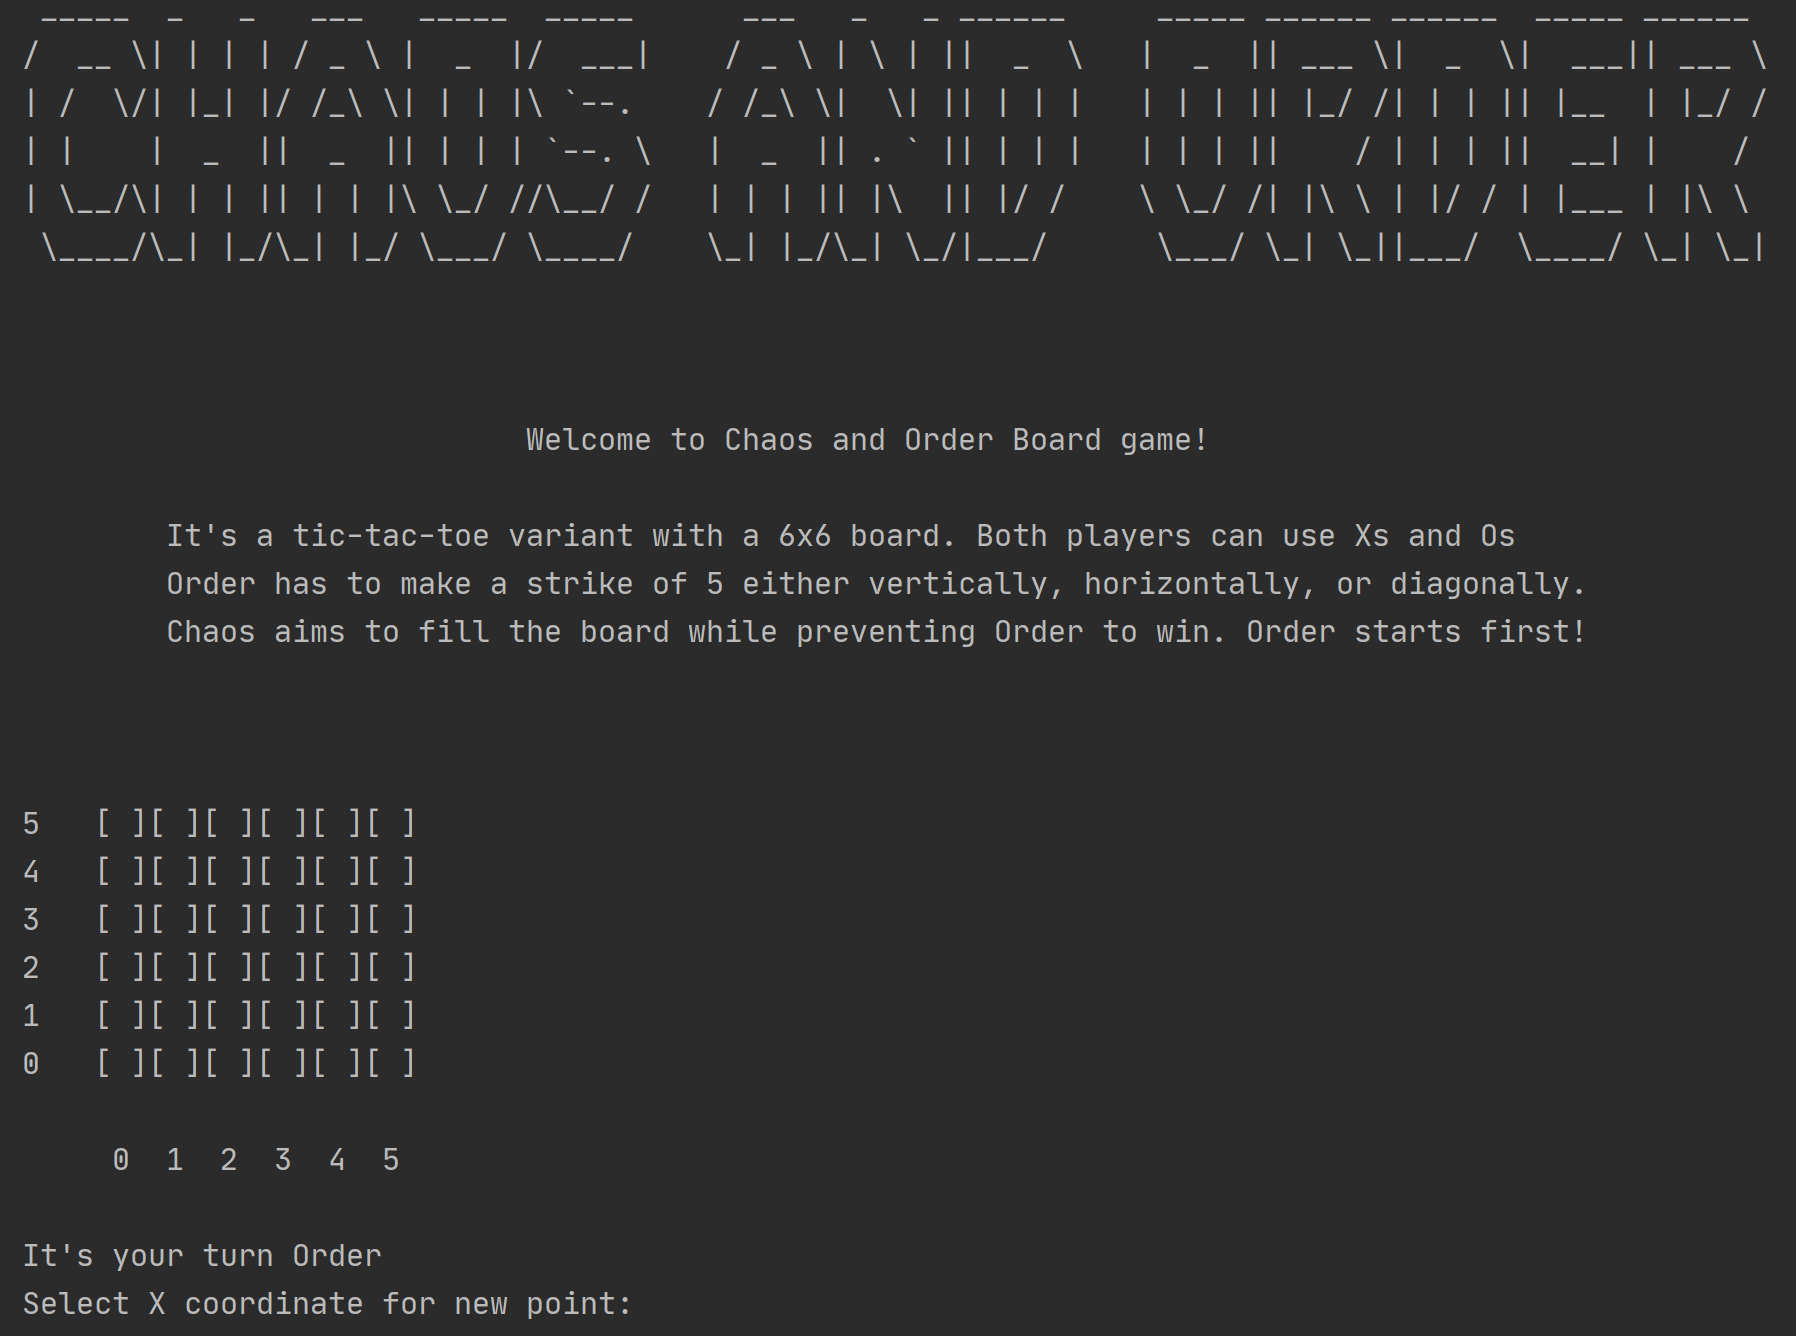 CHAOS AND ORDER
Welcome to Chaos and Order Board game!
It's a tic-tac-toe variant with a 6x6 board. Both players can use Xs and Os
Order has to make a strike of 5 either vertically, horizontally, or diagonally.
Chaos aims to fill the board while preventing Order to win. Order starts first!
5   [ ][ ][ ][ ][ ][ ]
4   [ ][ ][ ][ ][ ][ ]
3   [ ][ ][ ][ ][ ][ ]
2   [ ][ ][ ][ ][ ][ ]
1   [ ][ ][ ][ ][ ][ ]
0   [ ][ ][ ][ ][ ][ ]
0  1  2  3  4  5
It's your turn Order
Select X coordinate for new point: